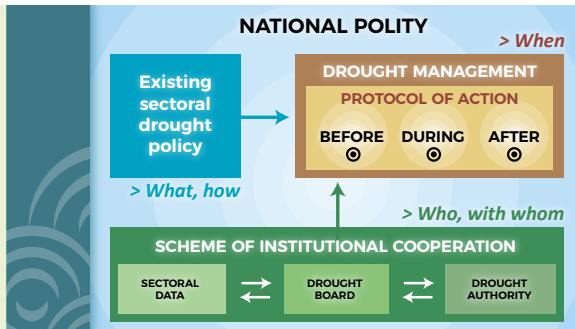 NATIONAL POLITY
> When
Existing
sectoral
drought
policy
> What, how
DROUGHT MANAGEMENT
PROTOCOL OF ACTION
BEFORE
DURING
AFTER
> Who, with whom
SCHEME OF INSTITUTIONAL COOPERATION
SECTORAL
DATA
DROUGHT
BOARD
DROUGHT
AUTHORITY